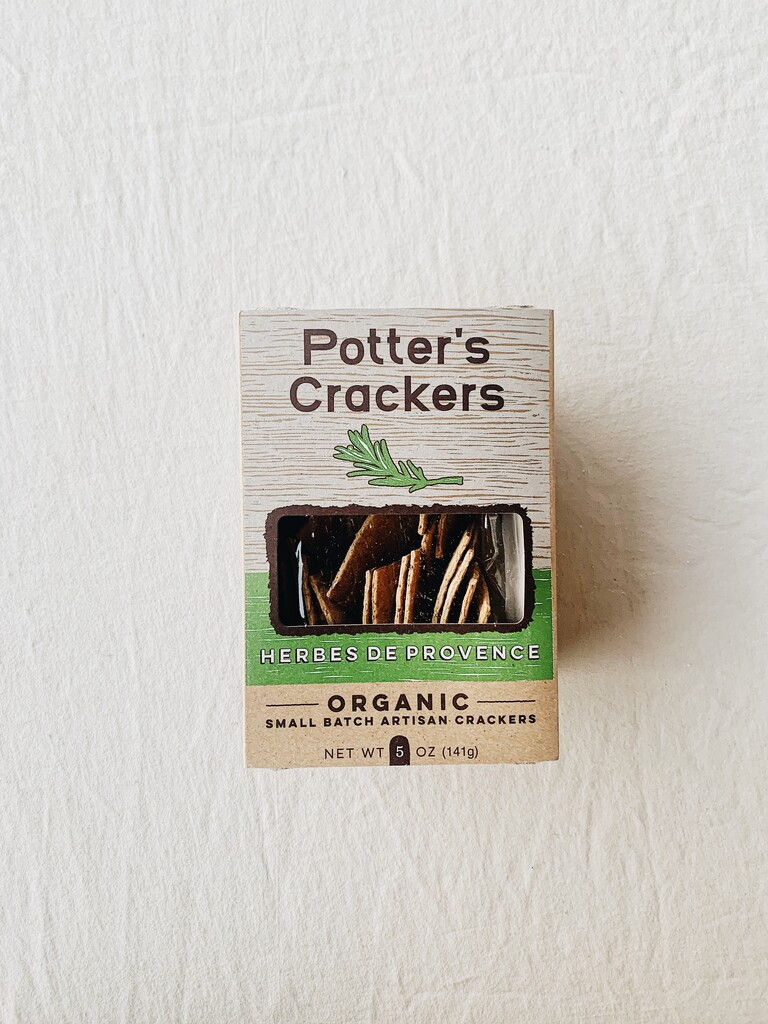 Potter's
Crackers
HERBES DE PROVENCE
ORGANIC
SMALL BATCH ARTISAN CRACKERS
NET WT 5 OZ (141g)